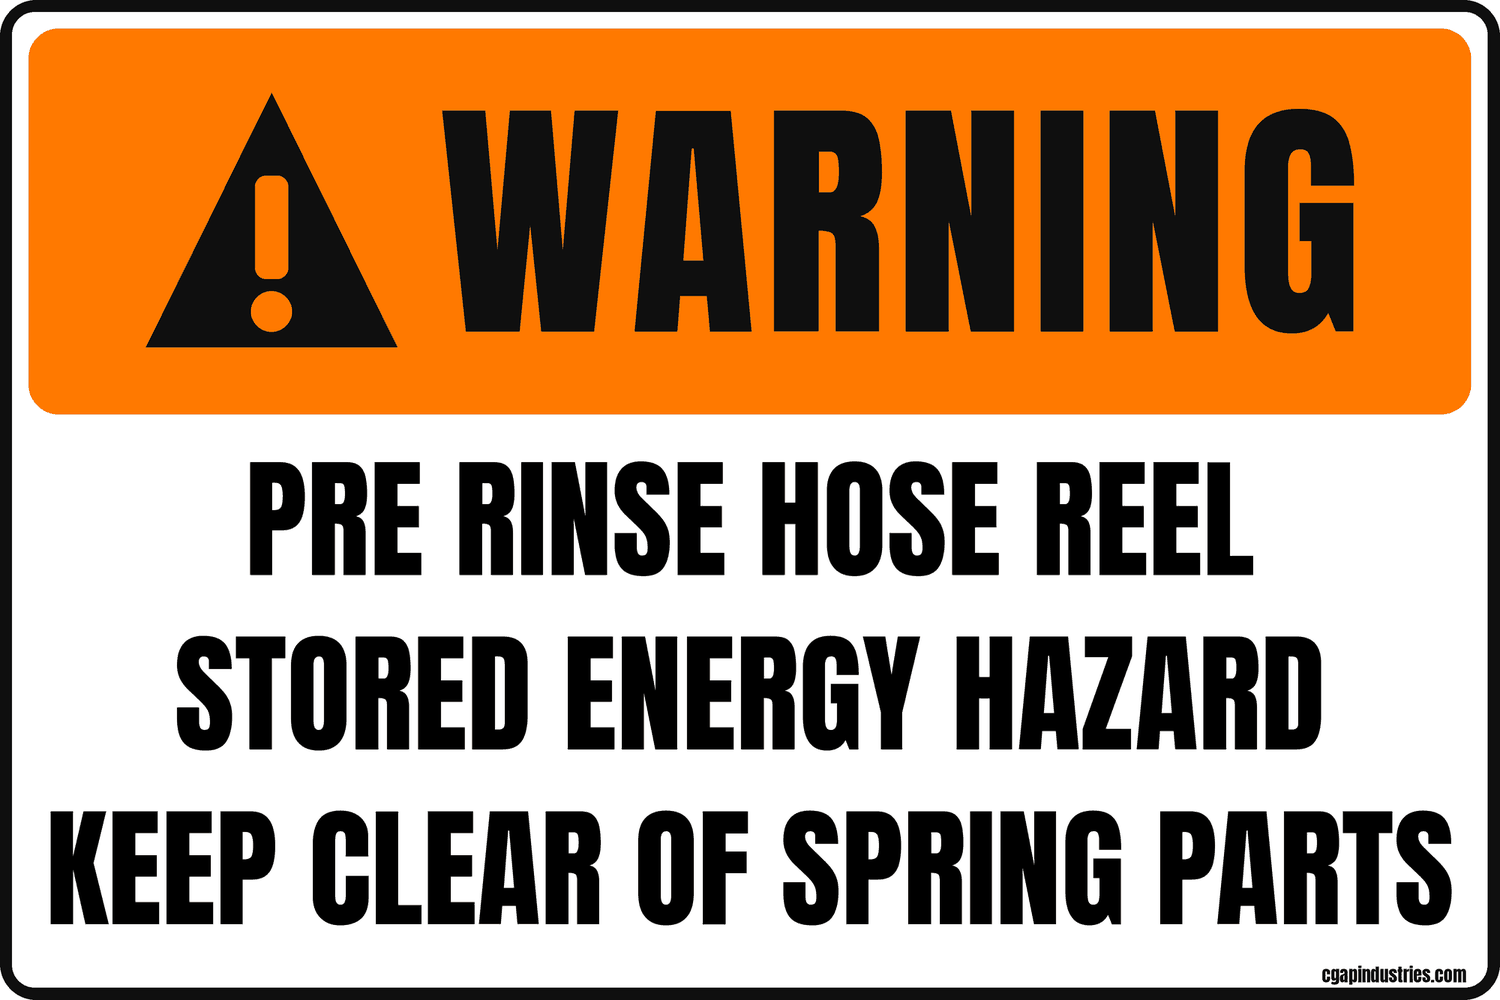 WARNING
PRE RINSE HOSE REEL
STORED ENERGY HAZARD
KEEP CLEAR OF SPRING PARTS
cgapindustries.com